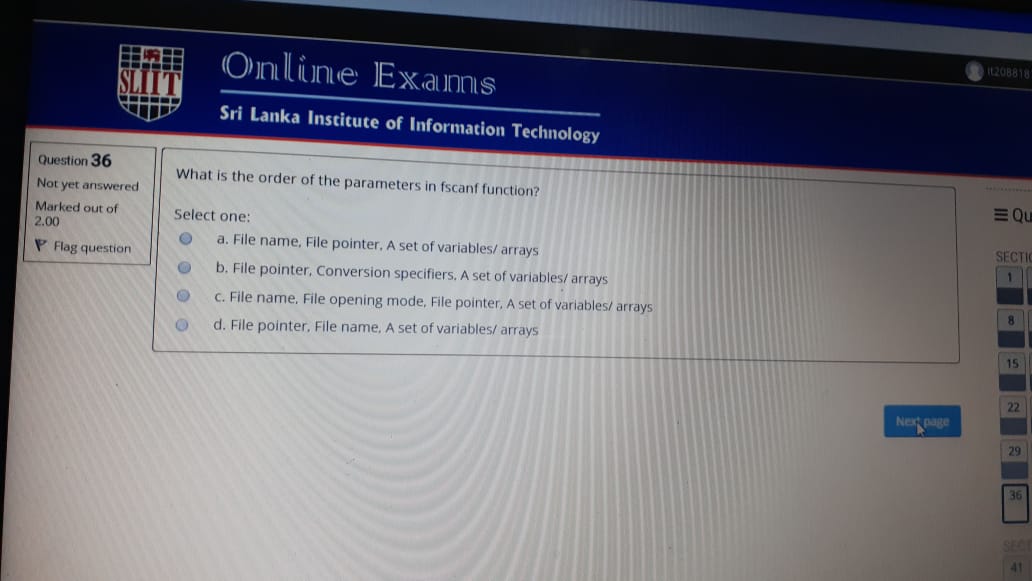 SLIIT
Online Exams
Sri Lanka Institute of Information Technology
it208818
Question 36
Not yet answered
Marked out of
2.00
Flag question
What is the order of the parameters in fscanf function?
Select one:
a. File name, File pointer, A set of variables/ arrays
b. File pointer, Conversion specifiers, A set of variables/ arrays
c. File name, File opening mode, File pointer, A set of variables/ arrays
d. File pointer, File name, A set of variables/ arrays
Next page
Qu
SECTIO
1
8
15
22
29
36
SECT
41